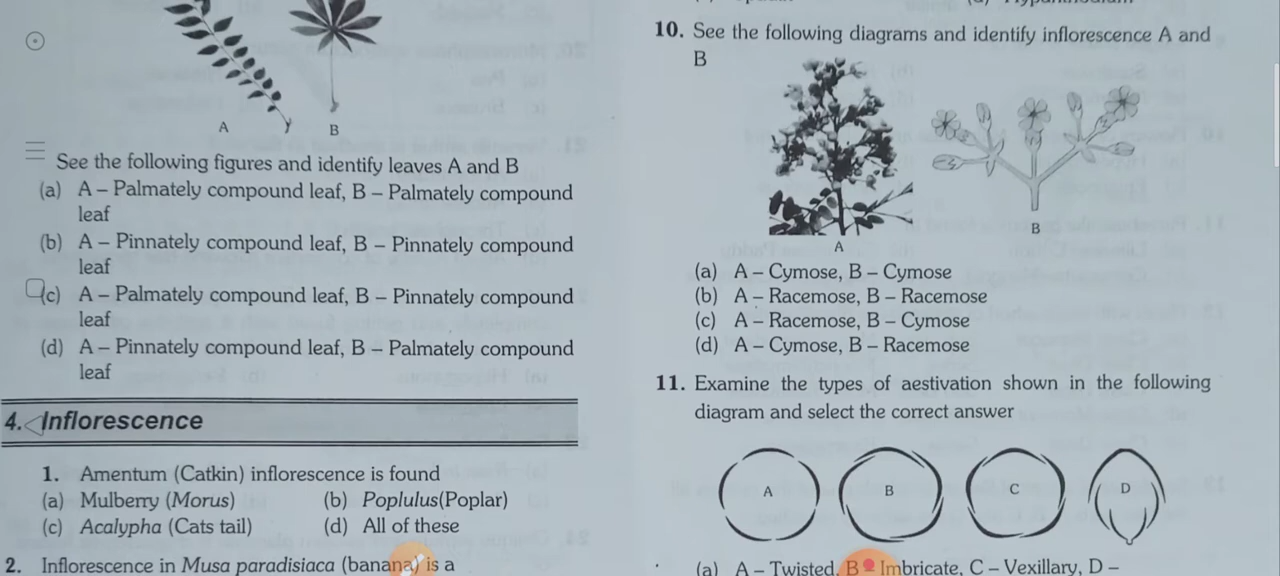 A
B
See the following figures and identify leaves A and B
(a) A – Palmately compound leaf, B – Palmately compound
leaf
(b) A – Pinnately compound leaf, B – Pinnately compound
leaf
(c) A – Palmately compound leaf, B – Pinnately compound
leaf
(d) A – Pinnately compound leaf, B – Palmately compound
leaf
4. Inflorescence
1. Amentum (Catkin) inflorescence is found
(a) Mulberry (Morus) (b) Poplulus(Poplar)
(c) Acalypha (Cats tail) (d) All of these
2. Inflorescence in Musa paradisiaca (banana) is a
10. See the following diagrams and identify inflorescence A and
B
A
B
(a) A – Cymose, B – Cymose
(b) A – Racemose, B – Racemose
(c) A – Racemose, B – Cymose
(d) A – Cymose, B – Racemose
11. Examine the types of aestivation shown in the following
diagram and select the correct answer
A B C D
(a) A – Twisted, B – Imbricate, C – Vexillary, D –